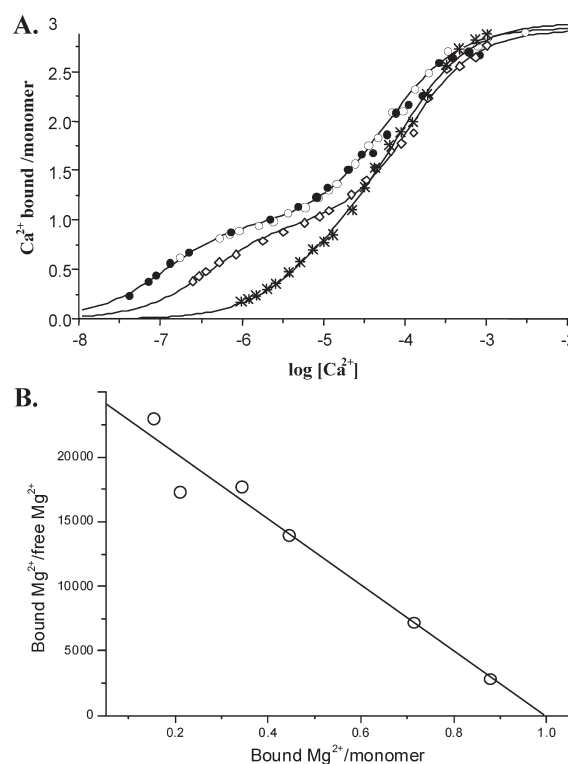 A.
3
2.5
2.0
1.5
1.0
0.5
0.0
Ca²⁺ bound /monomer
-8 -7 -6 -5 -4 -3 -2
log [Ca²⁺]
B.
20000
15000
10000
5000
0
Bound Mg²⁺/free Mg²⁺
0.2 0.4 0.6 0.8 1.0
Bound Mg²⁺/monomer